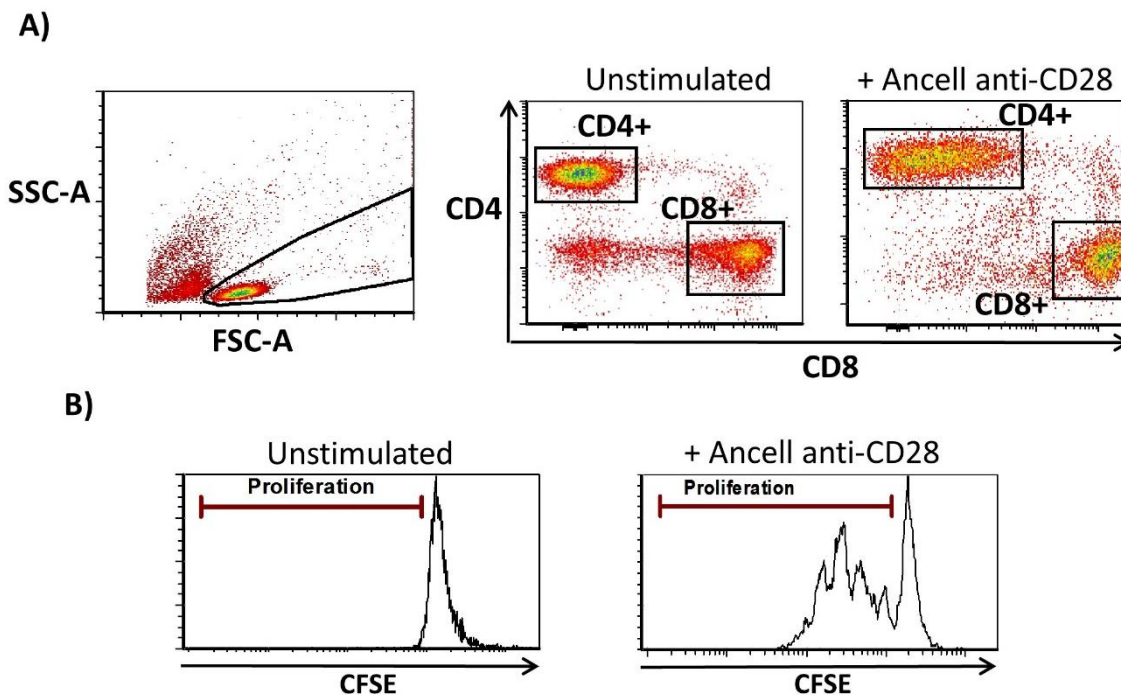 A)
Unstimulated
+ Ancell anti-CD28
CD4+
CD4+
SSC-A
CD4
CD8+
CD8+
FSC-A
CD8
B)
Unstimulated
+ Ancell anti-CD28
Proliferation
Proliferation
CFSE
CFSE